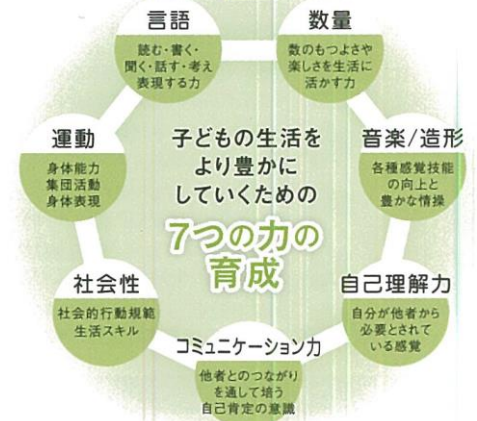 言語
読む・書く・
聞く・話す・考え
表現する力
数量
数のもつよさや
楽しさを生活に
活かす力
運動
身体能力
集団活動
身体表現
子どもの生活を
より豊かに
していくための
7つの力の
育成
音楽/造形
各種感覚技能
の向上と
豊かな情操
社会性
社会的行動規範
生活スキル
自己理解力
自分が他者から
必要とされて
いる感覚
コミュニケーション力
他者とのつながり
を通して培う
自己肯定の意識